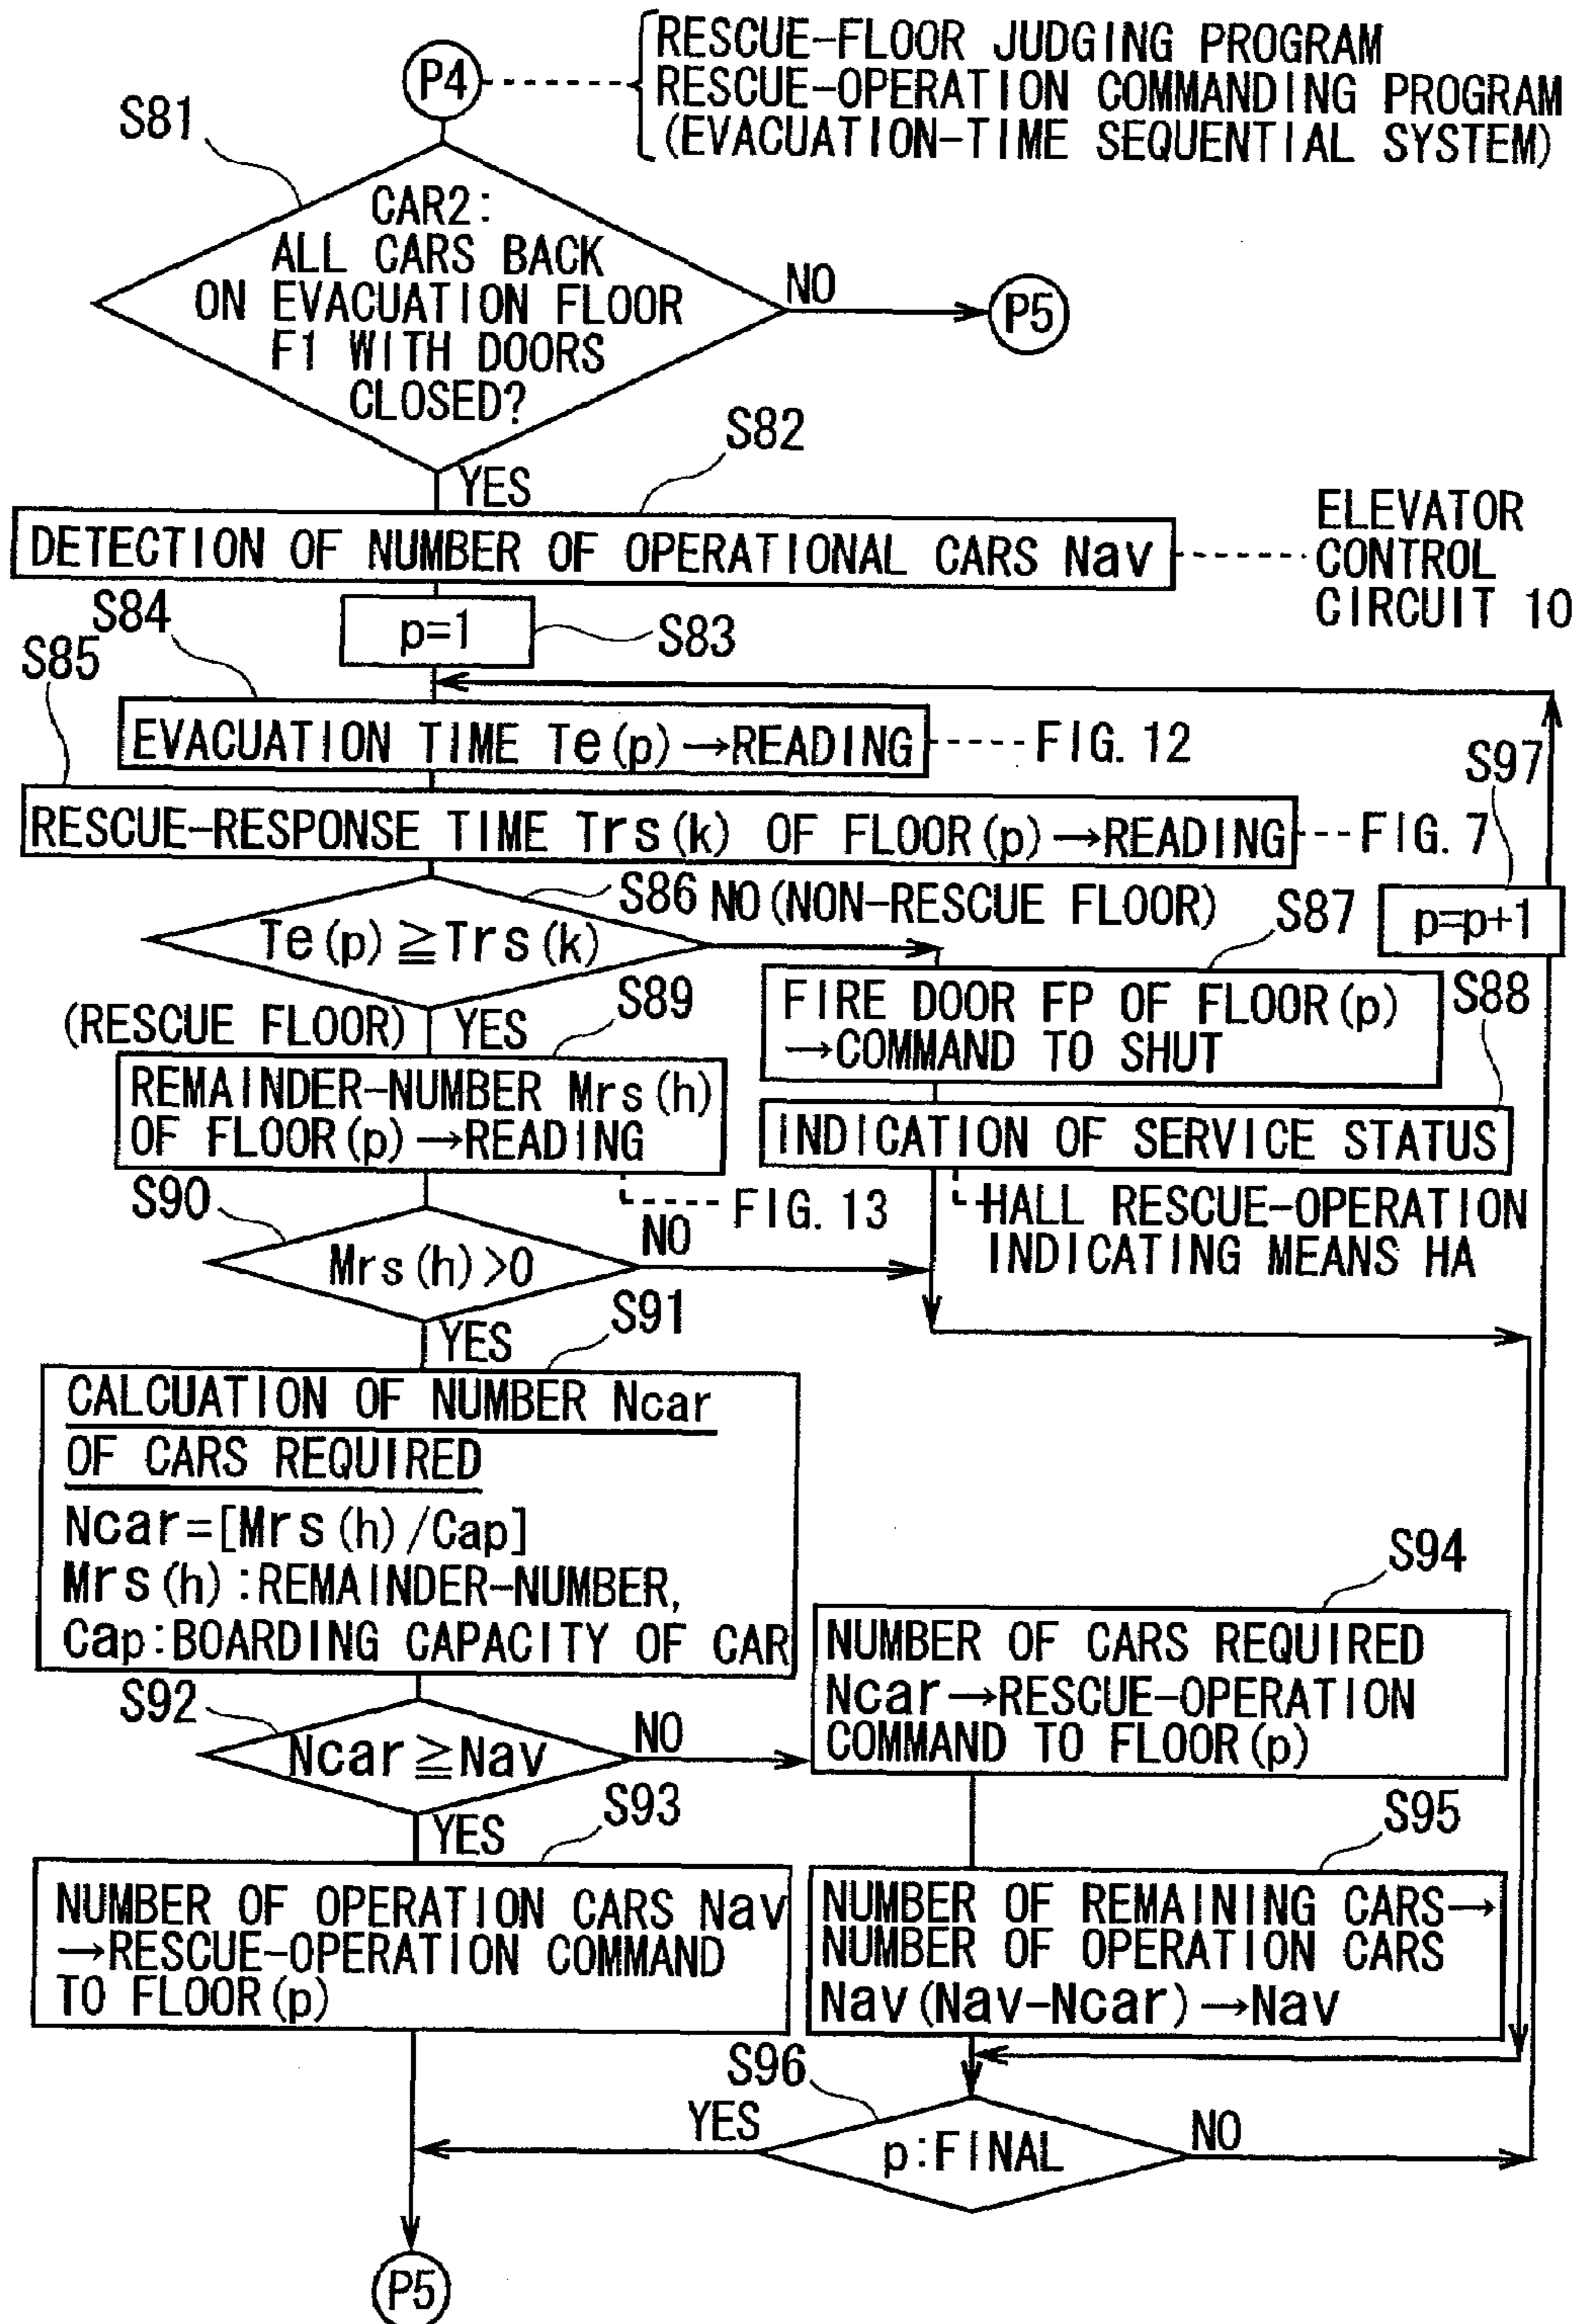 P4
RESCUE-FLOOR JUDGING PROGRAM
RESCUE-OPERATION COMMANDING PROGRAM
(EVACUATION-TIME SEQUENTIAL SYSTEM)
S81
CAR2:
ALL CARS BACK
ON EVACUATION FLOOR
F1 WITH DOORS
CLOSED?
NO
P5
YES
S82
DETECTION OF NUMBER OF OPERATIONAL CARS Nav
ELEVATOR
CONTROL
CIRCUIT 10
p=1
S83
S84
EVACUATION TIME Te(p)→READING
FIG. 12
S85
RESCUE-RESPONSE TIME Trs(k) OF FLOOR(p)→READING
FIG. 7
S97
p=p+1
S86
Te(p)≧Trs(k)
NO(NON-RESCUE FLOOR)
S87
FIRE DOOR FP OF FLOOR(p)
→COMMAND TO SHUT
S88
INDICATION OF SERVICE STATUS
HALL RESCUE-OPERATION
INDICATING MEANS HA
(RESCUE FLOOR)
YES
S89
REMAINDER-NUMBER Mrs(h)
OF FLOOR(p)→READING
FIG. 13
S90
Mrs(h)>0
NO
YES
S91
CALCUATION OF NUMBER Ncar
OF CARS REQUIRED
Ncar=[Mrs(h)/Cap]
Mrs(h):REMAINDER-NUMBER,
Cap:BOARDING CAPACITY OF CAR
S92
Ncar≧Nav
NO
YES
S93
NUMBER OF OPERATION CARS Nav
→RESCUE-OPERATION COMMAND
TO FLOOR(p)
S94
NUMBER OF CARS REQUIRED
Ncar→RESCUE-OPERATION
COMMAND TO FLOOR(p)
S95
NUMBER OF REMAINING CARS→
NUMBER OF OPERATION CARS
Nav(Nav-Ncar)→Nav
S96
p:FINAL
YES
NO
P5